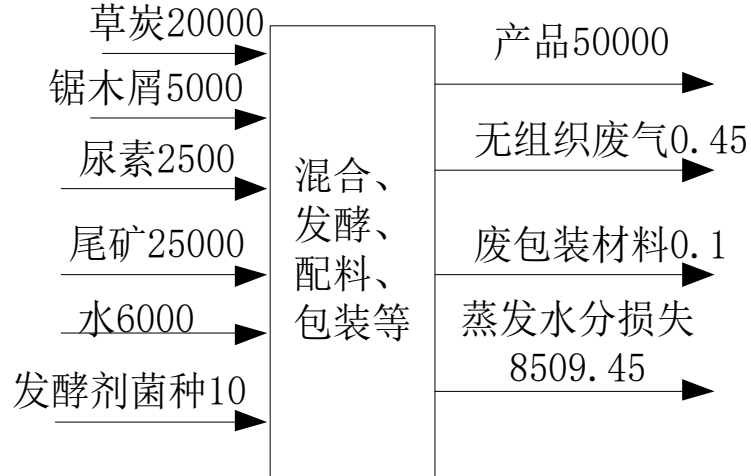 草炭20000
锯木屑5000
尿素2500
尾矿25000
水6000
发酵剂菌种10
混合、
发酵、
配料、
包装等
产品50000
无组织废气0.45
废包装材料0.1
蒸发水分损失
8509.45